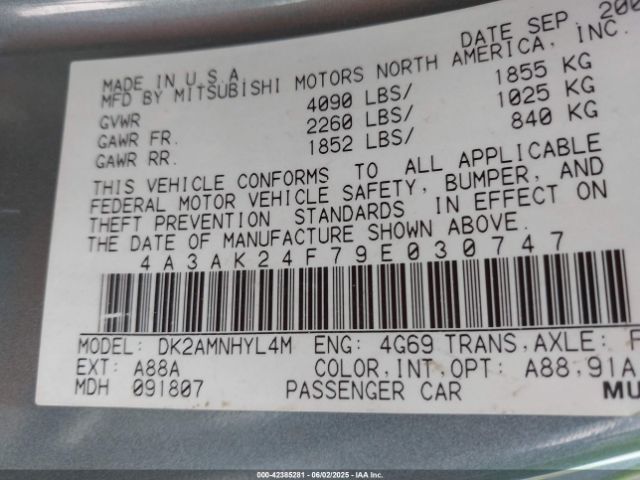 DATE SEP, 200
MADE IN U.S.A
MFD BY MITSUBISHI MOTORS NORTH AMERICA, INC.
GVWR 4090 LBS/ 1855 KG
GAWR FR. 2260 LBS/ 1025 KG
GAWR RR. 1852 LBS/ 840 KG
THIS VEHICLE CONFORMS TO ALL APPLICABLE
FEDERAL MOTOR VEHICLE SAFETY, BUMPER, AND
THEFT PREVENTION STANDARDS IN EFFECT ON
THE DATE OF MANUFACTURE SHOWN ABOVE.
4A3AK24F79E030747
MODEL: DK2AMNHYL4M ENG: 4G69 TRANS,AXLE: F
EXT: A88A COLOR,INT,OPT: A88,91A
MDH 091807 PASSENGER CAR MU
000-42385281 - 06/02/2025 - IAA Inc.